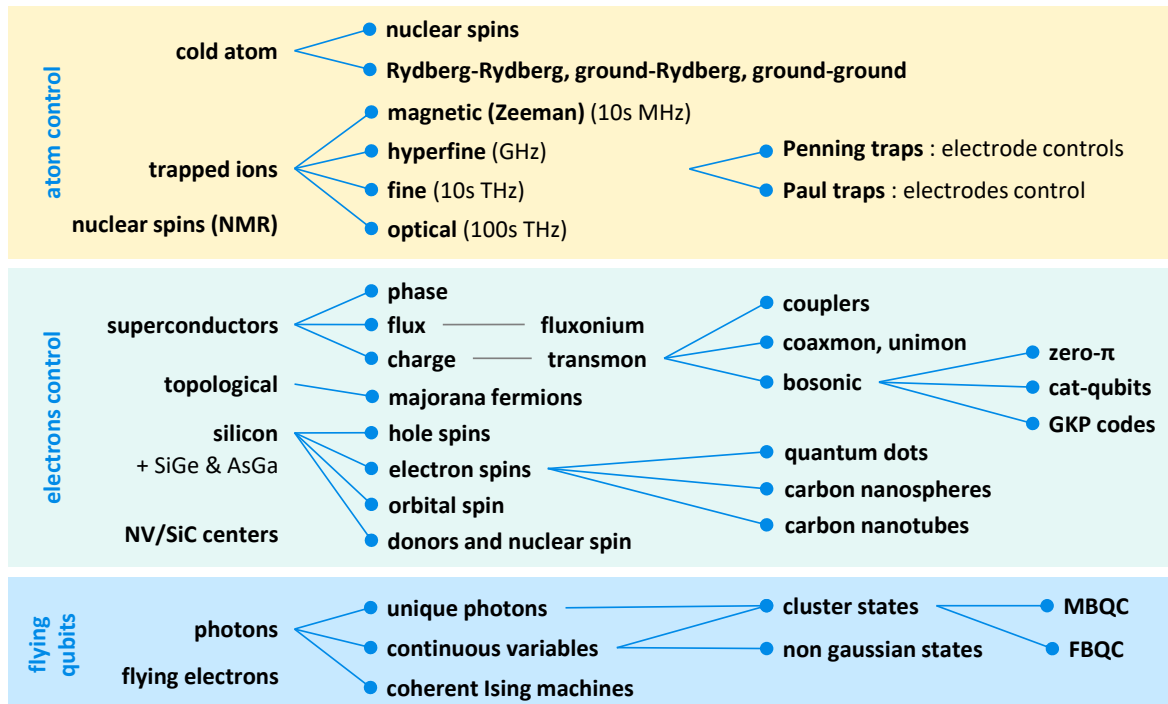 atom control
cold atom
nuclear spins
Rydberg-Rydberg, ground-Rydberg, ground-ground
trapped ions
magnetic (Zeeman) (10s MHz)
hyperfine (GHz)
fine (10s THz)
optical (100s THz)
Penning traps : electrode controls
Paul traps : electrodes control
nuclear spins (NMR)
electrons control
superconductors
phase
flux
fluxonium
charge
transmon
couplers
coaxmon, unimon
bosonic
zero-π
cat-qubits
GKP codes
topological
majorana fermions
silicon
+ SiGe & AsGa
hole spins
electron spins
orbital spin
donors and nuclear spin
quantum dots
carbon nanospheres
carbon nanotubes
NV/SiC centers
flying
qubits
photons
unique photons
continuous variables
coherent Ising machines
cluster states
non gaussian states
MBQC
FBQC
flying electrons